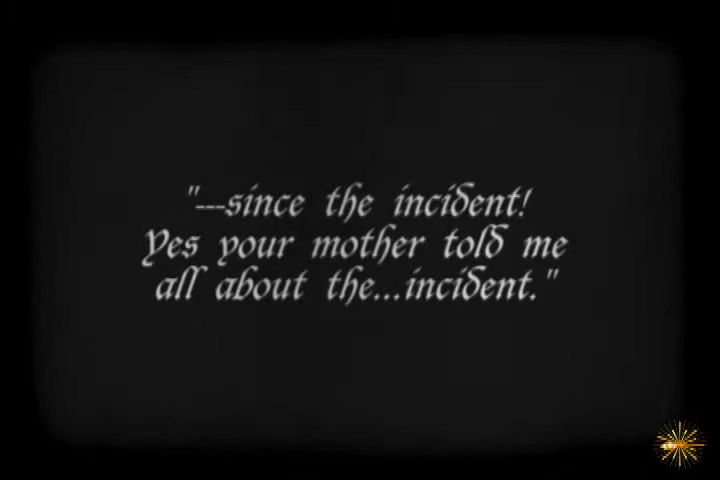 "---since the incident!
Yes your mother told me
all about the...incident."